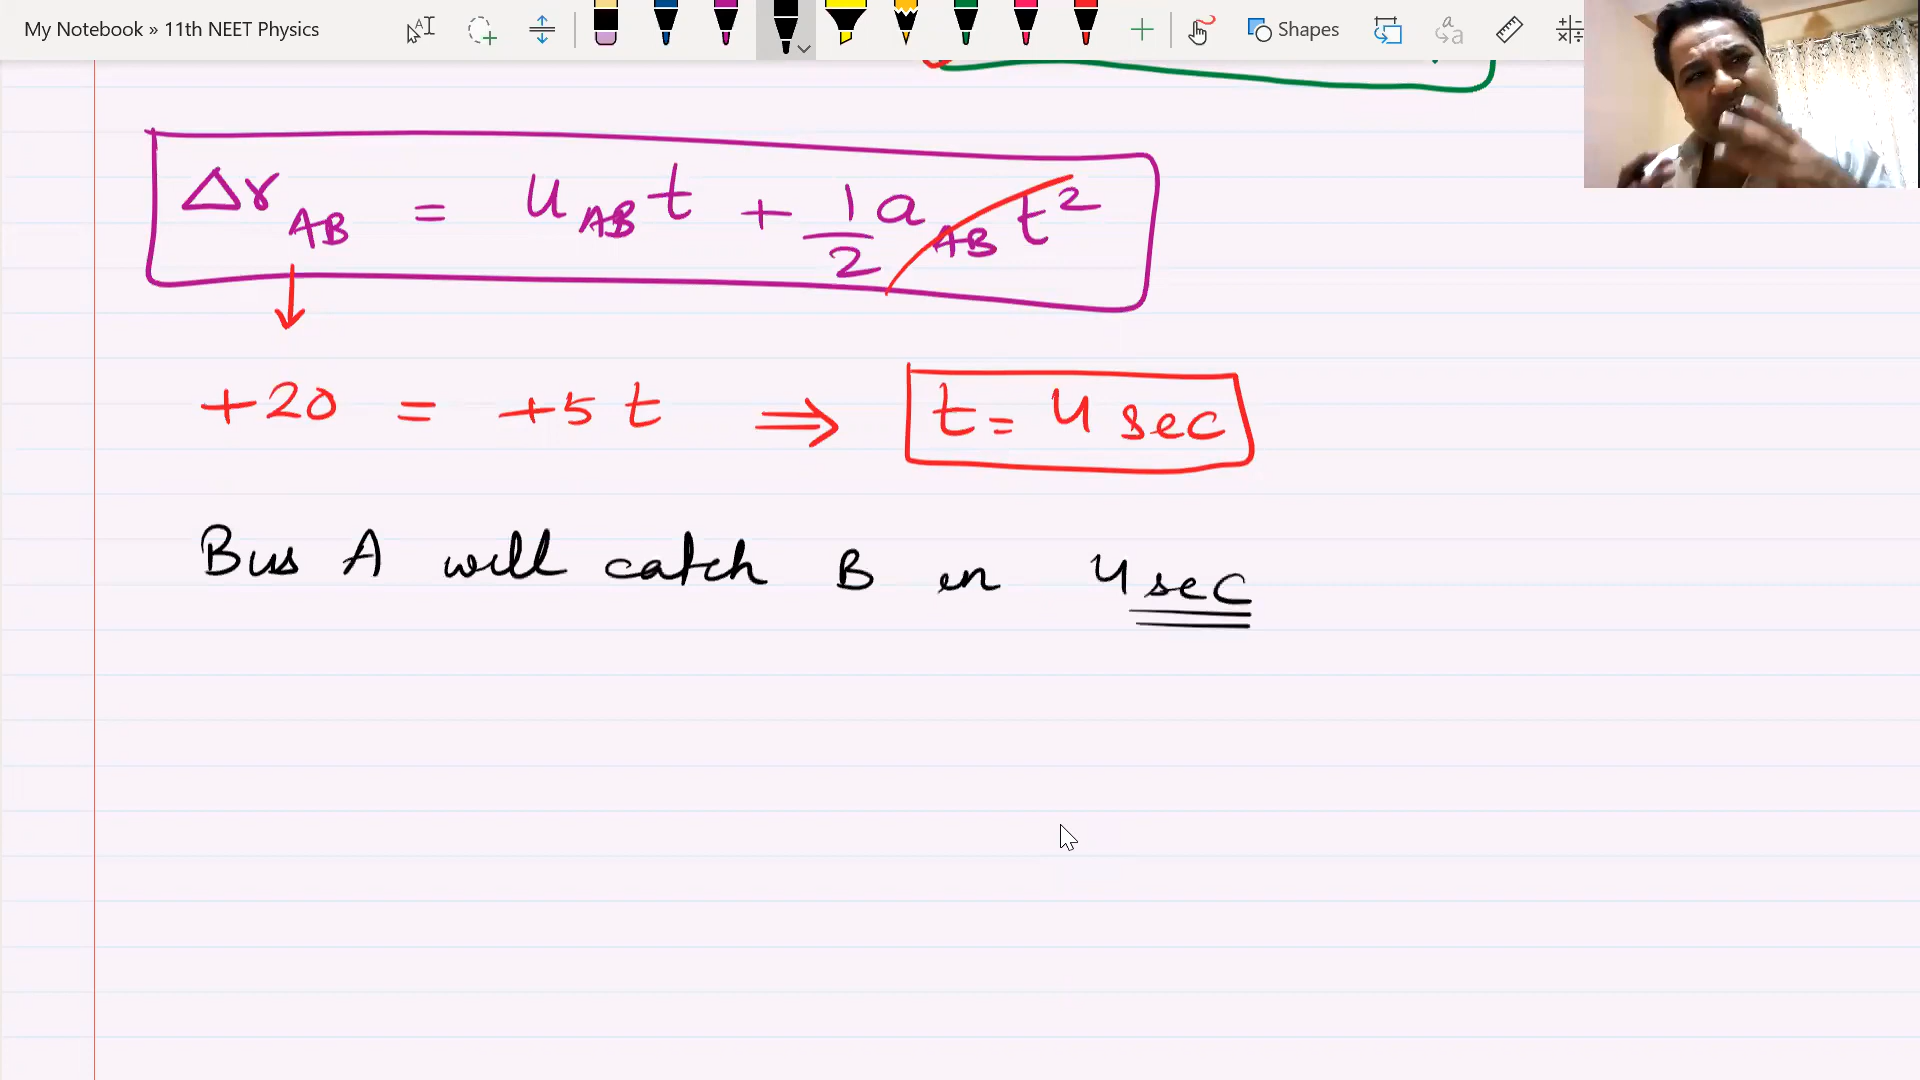 My Notebook » 11th NEET Physics
Shapes
Δr_AB = u_AB t + 1/2 a_AB t²
+20 = +5 t ⇒ t = 4 sec
Bus A will catch B in 4 sec